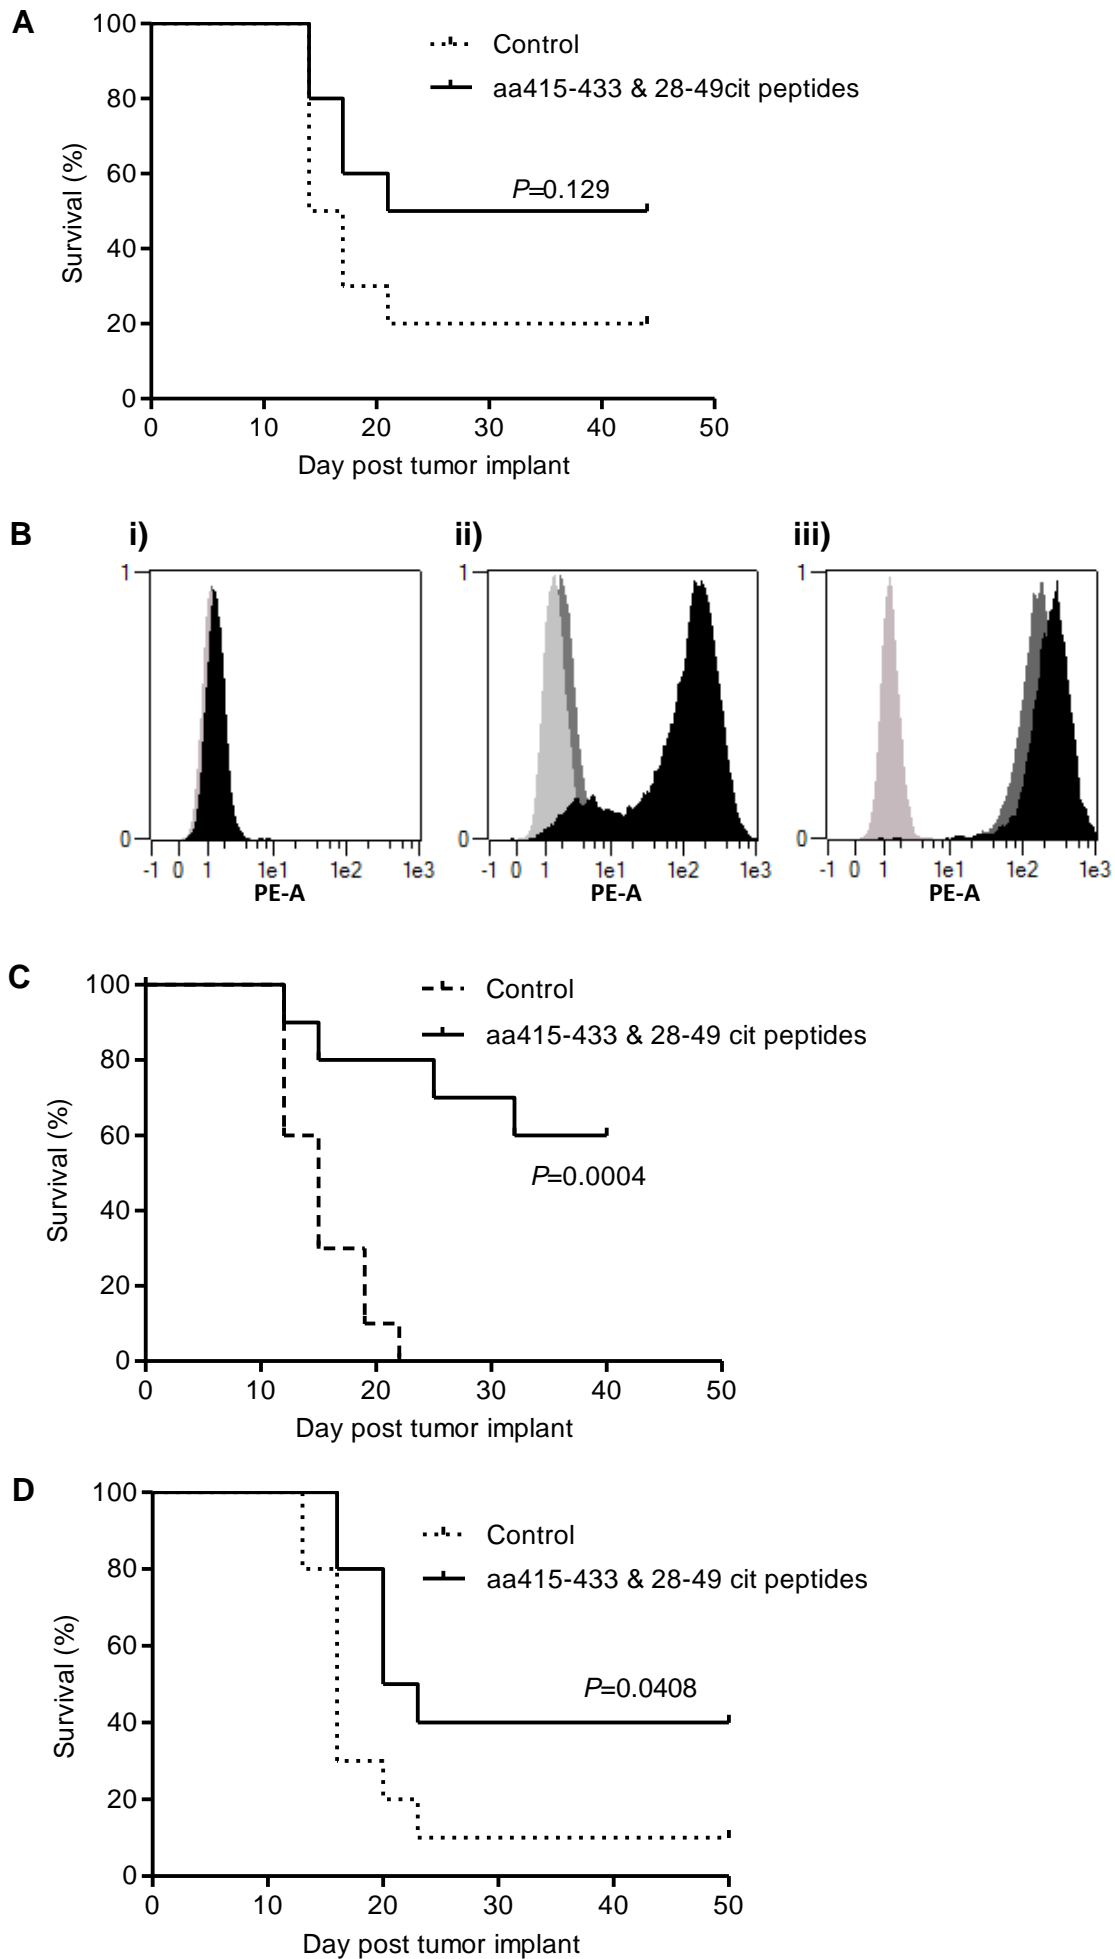 A
100
80
60
40
20
0
Survival (%)
Control
aa415-433 & 28-49cit peptides
P=0.129
0 10 20 30 40 50
Day post tumor implant
B
i) ii) iii)
1 1 1
0 0 0
-1 0 1 1e1 1e2 1e3 -1 0 1 1e1 1e2 1e3 -1 0 1 1e1 1e2 1e3
PE-A PE-A PE-A
C
100
80
60
40
20
0
Survival (%)
Control
aa415-433 & 28-49 cit peptides
P=0.0004
0 10 20 30 40 50
Day post tumor implant
D
100
80
60
40
20
0
Survival (%)
Control
aa415-433 & 28-49 cit peptides
P=0.0408
0 10 20 30 40 50
Day post tumor implant